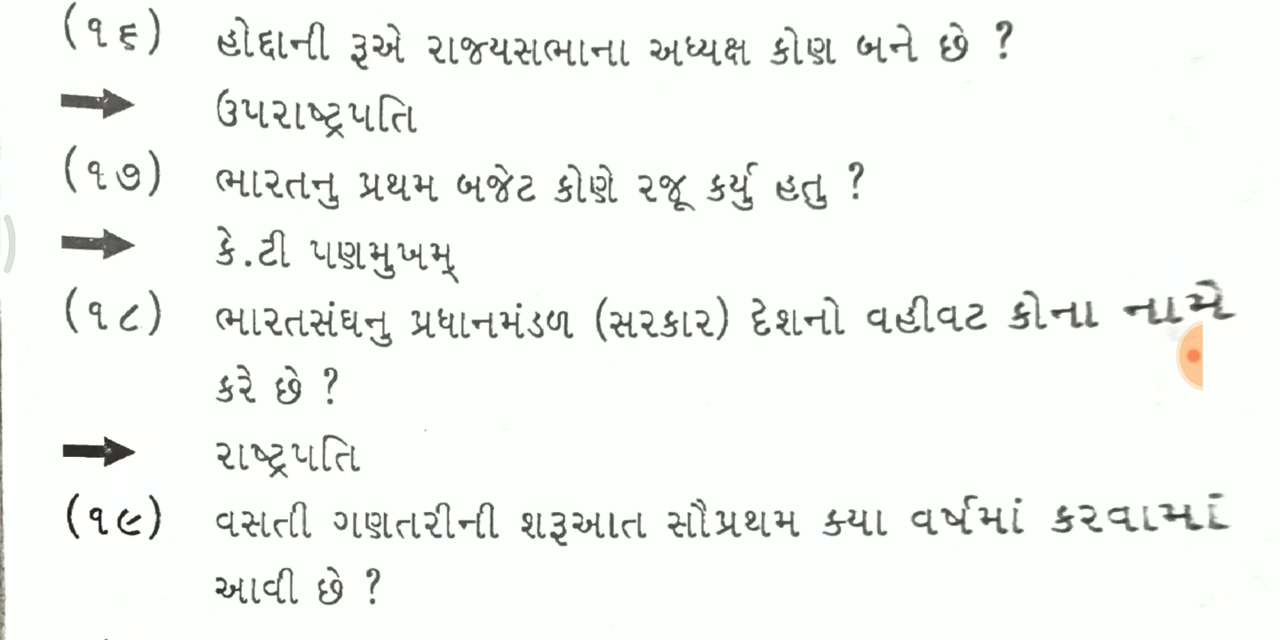 (૧૬) હોદ્દાની રૂએ રાજ્યસભાના અધ્યક્ષ કોણ બને છે ?
ઉપરાષ્ટ્રપતિ
(૧૭) ભારતનુ પ્રથમ બજેટ કોણે રજૂ કર્યુ હતુ ?
કે.ટી પણમુખમ્
(૧૮) ભારતસંઘનુ પ્રધાનમંડળ (સરકાર) દેશનો વહીવટ કોના નામે
કરે છે ?
રાષ્ટ્રપતિ
(૧૯) વસતી ગણતરીની શરૂઆત સૌપ્રથમ ક્યા વર્ષમાં કરવામાં
આવી છે ?